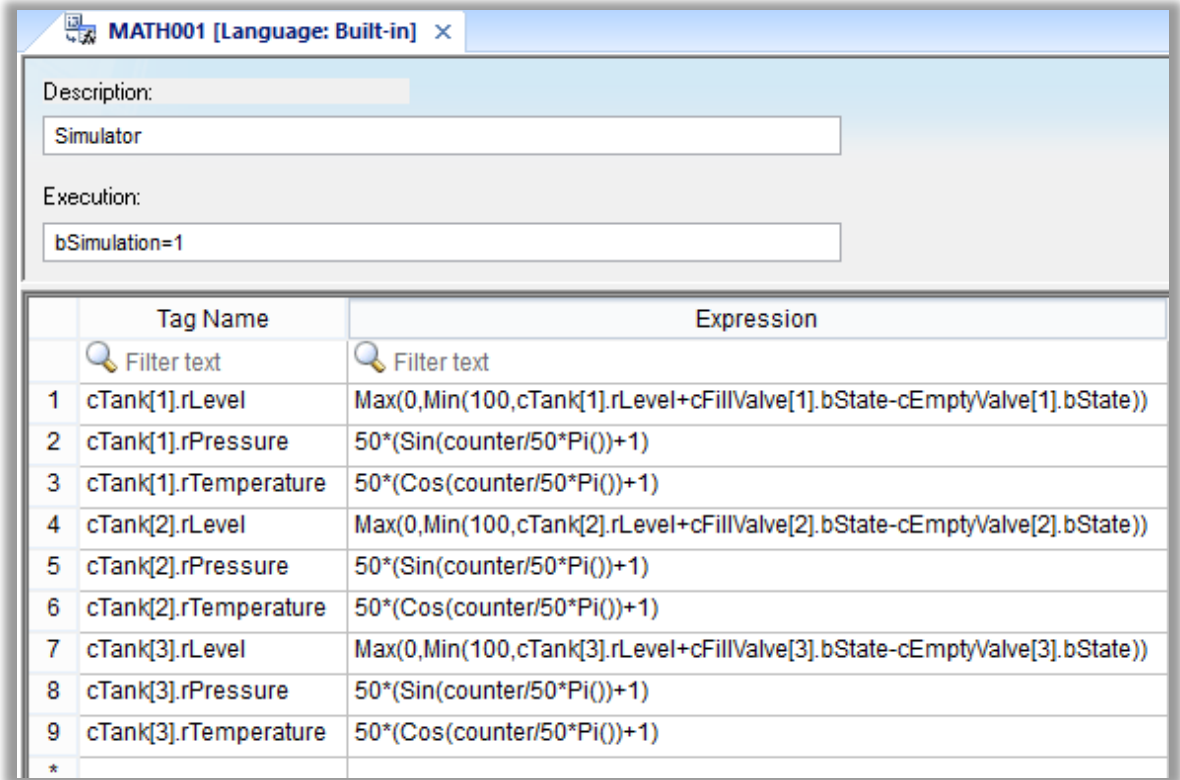 MATH001 [Language: Built-in] ×
Description:
Simulator
Execution:
bSimulation=1
Tag Name Expression
Filter text Filter text
1 cTank[1].rLevel Max(0,Min(100,cTank[1].rLevel+cFillValve[1].bState-cEmptyValve[1].bState))
2 cTank[1].rPressure 50*(Sin(counter/50*Pi())+1)
3 cTank[1].rTemperature 50*(Cos(counter/50*Pi())+1)
4 cTank[2].rLevel Max(0,Min(100,cTank[2].rLevel+cFillValve[2].bState-cEmptyValve[2].bState))
5 cTank[2].rPressure 50*(Sin(counter/50*Pi())+1)
6 cTank[2].rTemperature 50*(Cos(counter/50*Pi())+1)
7 cTank[3].rLevel Max(0,Min(100,cTank[3].rLevel+cFillValve[3].bState-cEmptyValve[3].bState))
8 cTank[3].rPressure 50*(Sin(counter/50*Pi())+1)
9 cTank[3].rTemperature 50*(Cos(counter/50*Pi())+1)
*